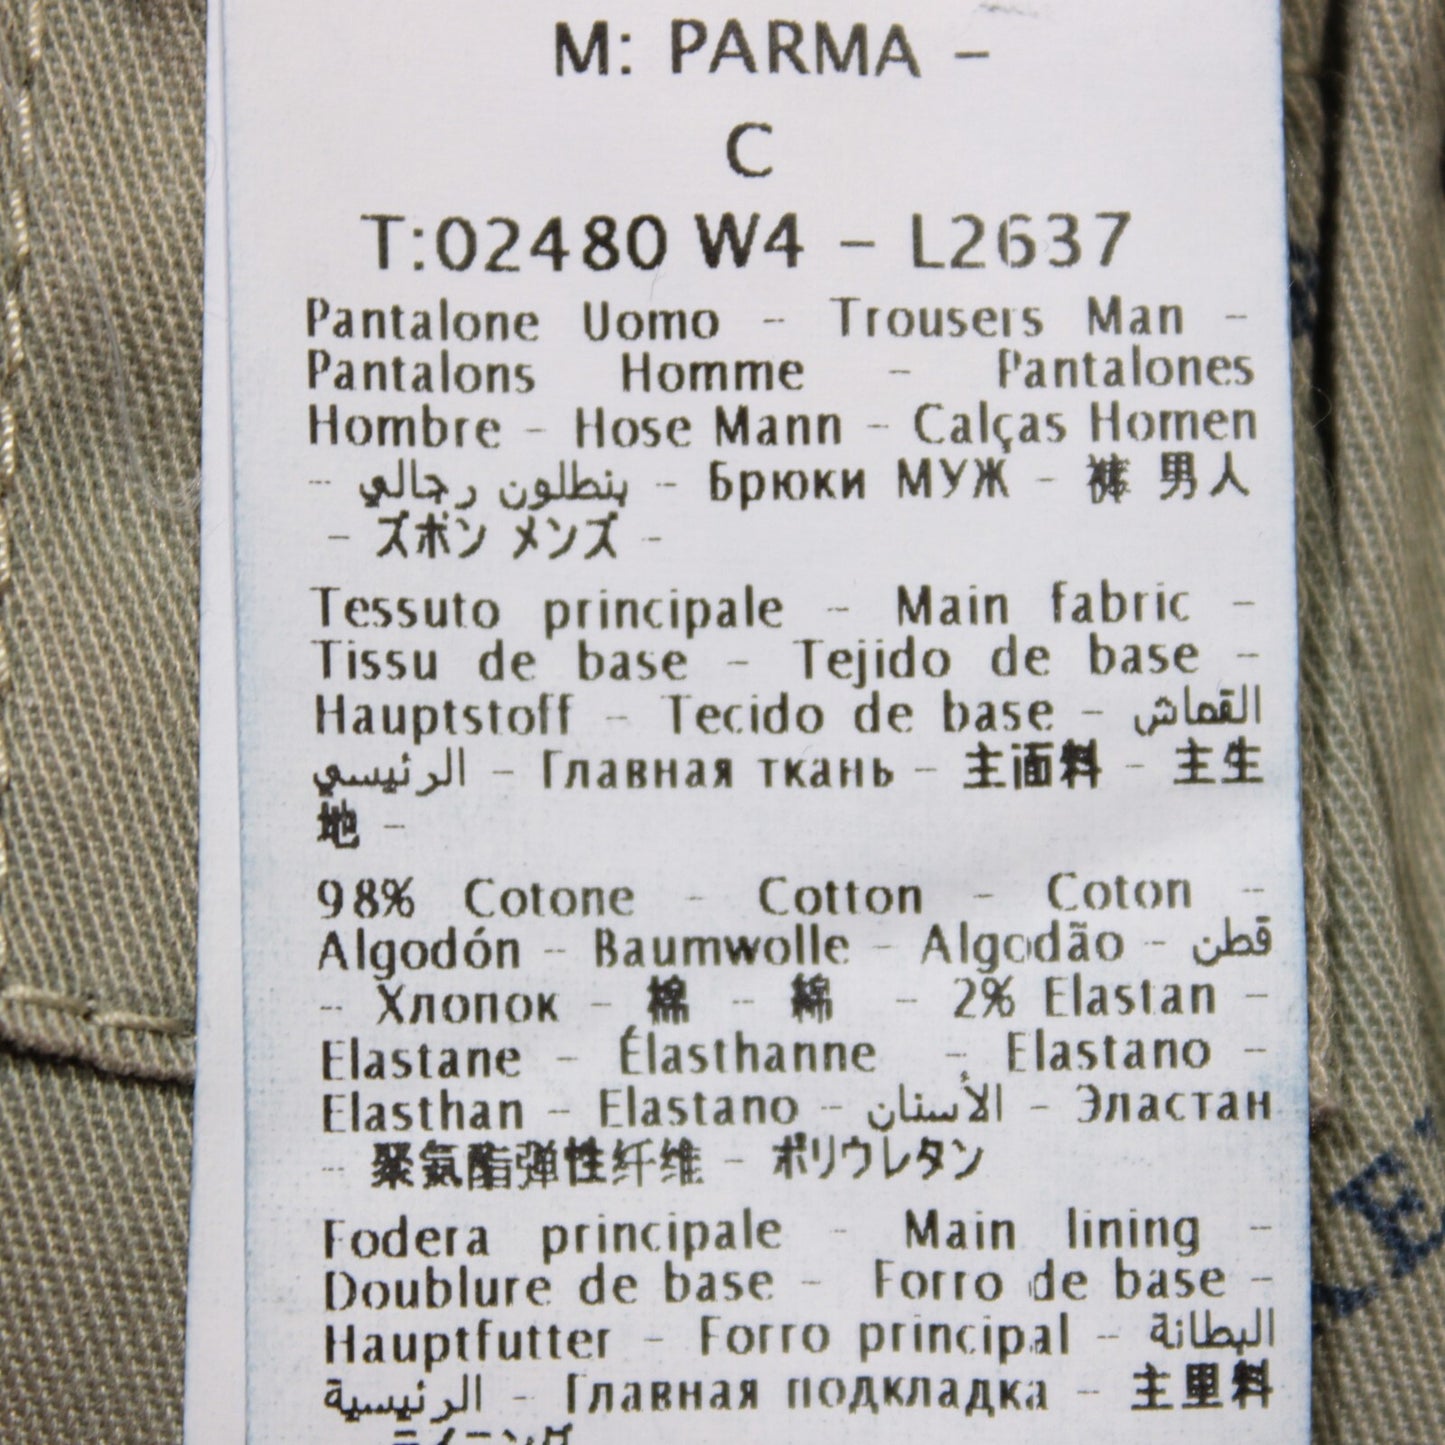 M: PARMA –
C
T:02480 W4 – L2637
Pantalone Uomo – Trousers Man –
Pantalons Homme – Pantalones
Hombre – Hose Mann – Calças Homen
– بنطلون رجالي – Брюки МУЖ – 裤 男人
– ズボン メンズ –
Tessuto principale – Main fabric –
Tissu de base – Tejido de base –
Hauptstoff – Tecido de base – القماش
الرئيسي – Главная ткань – 主面料 – 主生
地 –
98% Cotone – Cotton – Coton –
Algodón – Baumwolle – Algodão – قطن
– Хлопок – 棉 – 綿 – 2% Elastan –
Elastane – Élasthanne – Elastano –
Elasthan – Elastano – الأسنان – Эластан
– 聚氨酯弹性纤维 – ポリウレタン
Fodera principale – Main lining –
Doublure de base – Forro de base –
Hauptfutter – Forro principal – البطانة
الرئيسية – Главная подкладка – 主里料